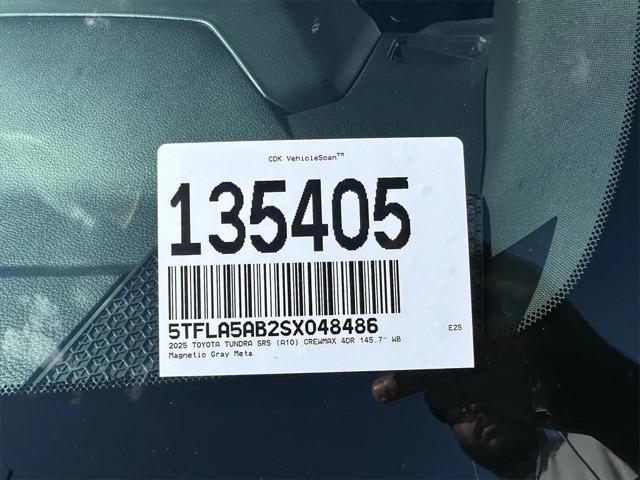 CDK VehicleScan™
135405
5TFLA5AB2SX048486
E25
2025 TOYOTA TUNDRA SR5 (A10) CREWMAX 4DR 145.7" WB
Magnetic Gray Meta